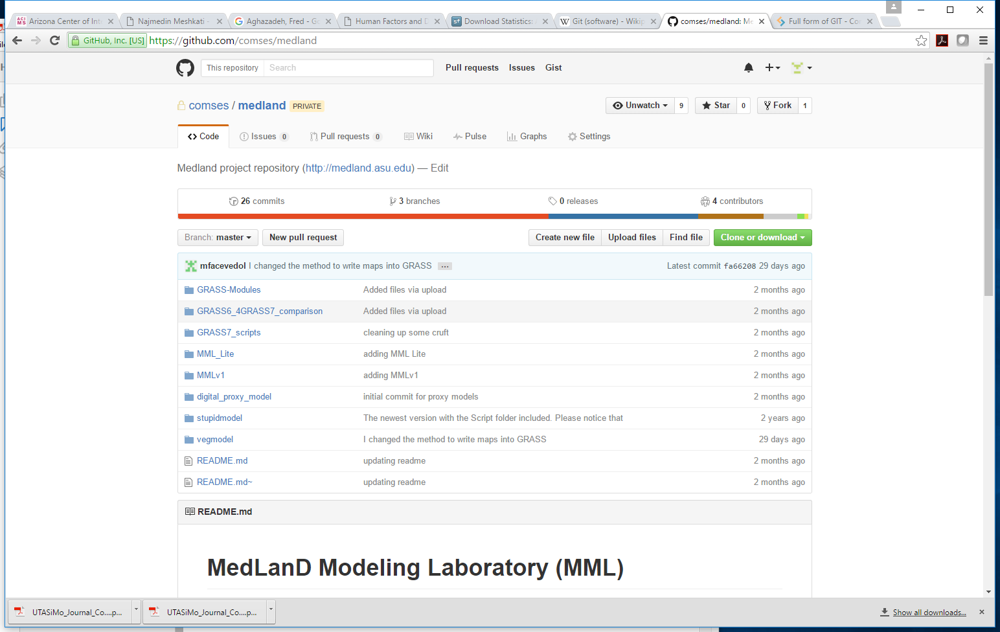 Arizona Center of Int
Najmedin Meshkati -
Aghazadeh, Fred - Go
Human Factors and D
Download Statistics:
Git (software) - Wikip
comses/medland: Me
Full form of GIT - Co
GitHub, Inc. [US] https://github.com/comses/medland
This repository Search Pull requests Issues Gist
comses / medland PRIVATE
Unwatch 9 Star 0 Fork 1
Code Issues 0 Pull requests 0 Wiki Pulse Graphs Settings
Medland project repository (http://medland.asu.edu) — Edit
26 commits 3 branches 0 releases 4 contributors
Branch: master New pull request Create new file Upload files Find file Clone or download
mfacevedol I changed the method to write maps into GRASS ... Latest commit fa66208 29 days ago
GRASS-Modules Added files via upload 2 months ago
GRASS6_4GRASS7_comparison Added files via upload 2 months ago
GRASS7_scripts cleaning up some cruft 2 months ago
MML_Lite adding MML Lite 2 months ago
MMLv1 adding MMLv1 2 months ago
digital_proxy_model initial commit for proxy models 2 months ago
stupidmodel The newest version with the Script folder included. Please notice that 2 years ago
vegmodel I changed the method to write maps into GRASS 29 days ago
README.md updating readme 2 months ago
README.md~ updating readme 2 months ago
README.md
MedLanD Modeling Laboratory (MML)
UTASiMo_Journal_Co....p... UTASiMo_Journal_Co....p... Show all downloads...